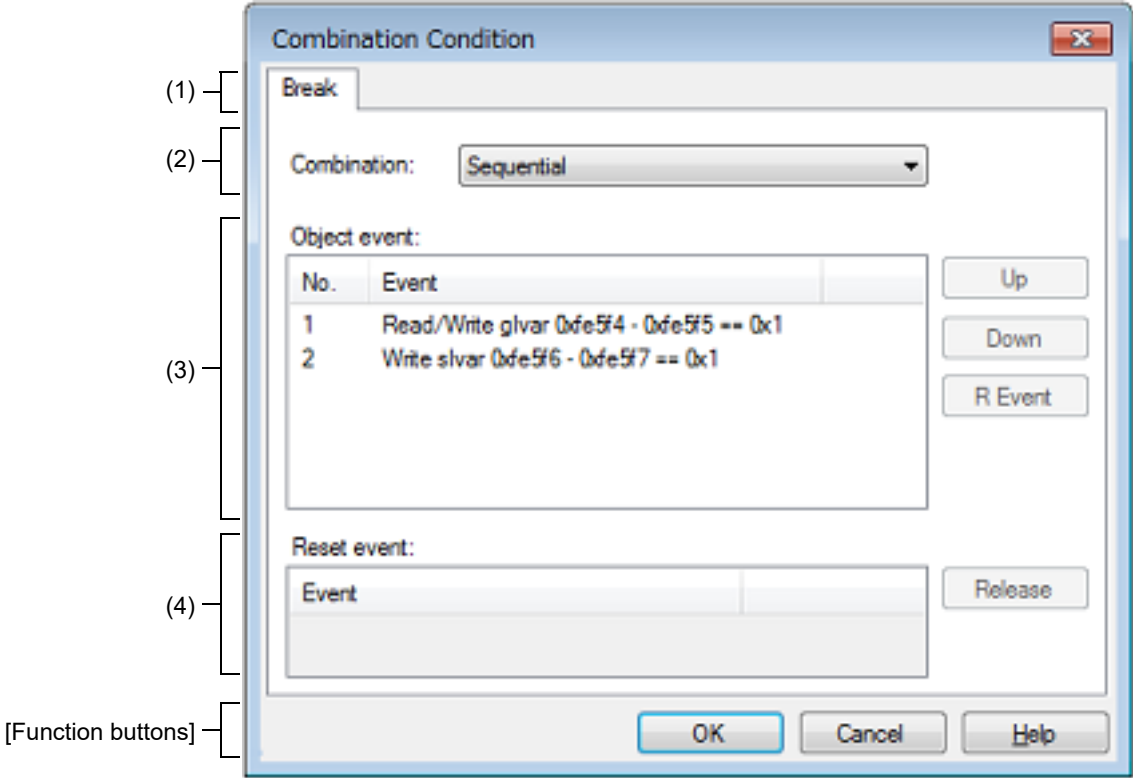 Combination Condition
(1)
Break
(2)
Combination: Sequential
Object event:
No. Event
Up
1 Read/Write glvar 0xfe5f4 - 0xfe5f5 == 0x1
Down
2 Write slvar 0xfe5f6 - 0xfe5f7 == 0x1
(3)
R Event
Reset event:
Event
Release
(4)
[Function buttons]
OK Cancel Help